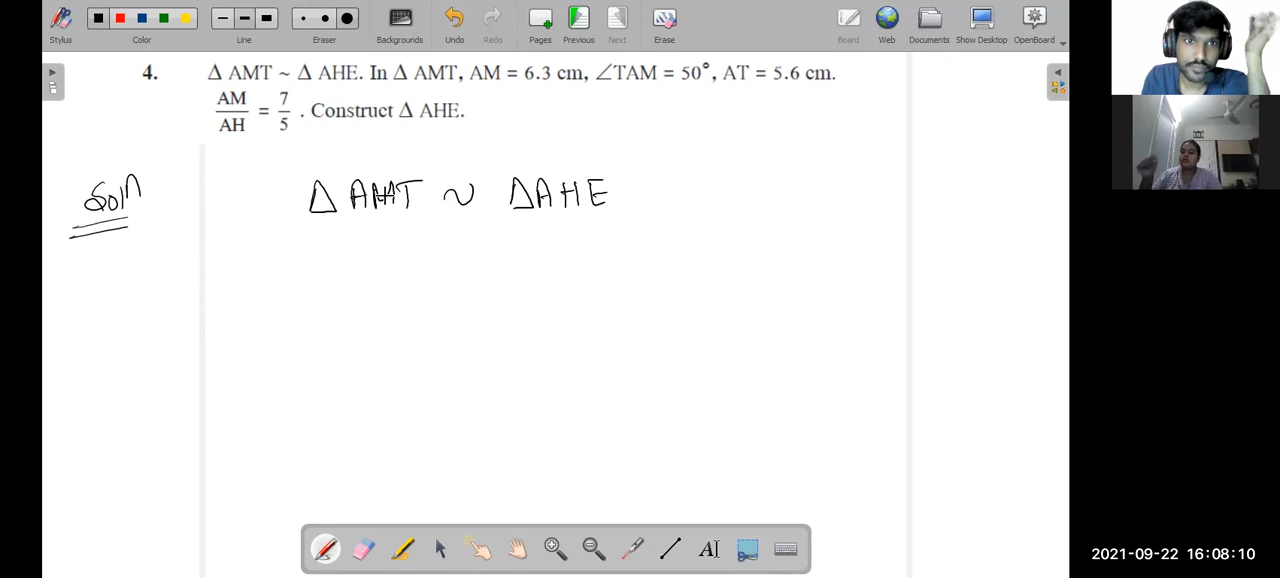 Stylus Color Line Eraser Backgrounds Undo Redo Pages Previous Next Erase Board Web Documents Show Desktop OpenBoard
4. Δ AMT ~ Δ AHE. In Δ AMT, AM = 6.3 cm, ∠TAM = 50°, AT = 5.6 cm.
AM/AH = 7/5 . Construct Δ AHE.
Soln
Δ AMT ~ Δ AHE
2021-09-22 16:08:10